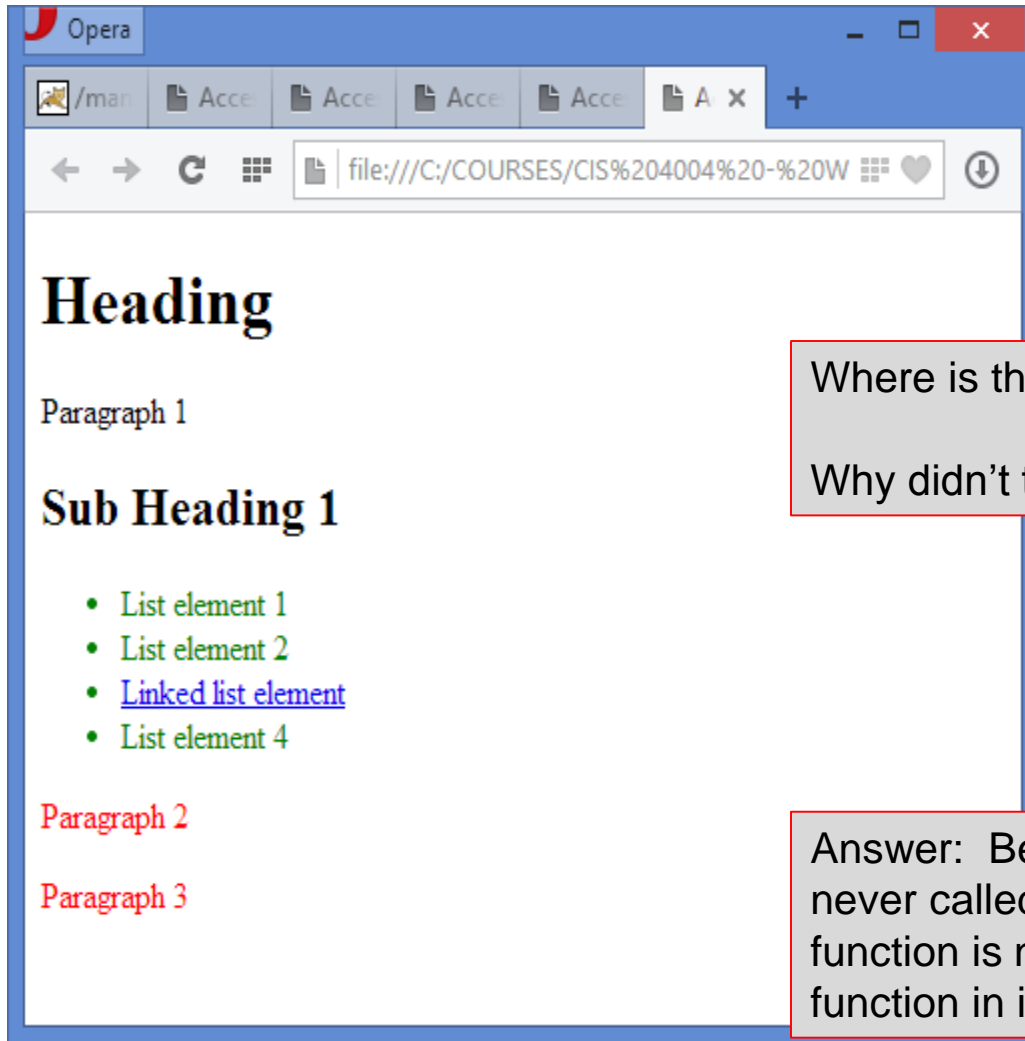 Opera
/man Acce Acce Acce Acce A
file:///C:/COURSES/CIS%204004%20-%20W
Heading
Paragraph 1
Where is th
Why didn't
Sub Heading 1
• List element 1
• List element 2
• Linked list element
• List element 4
Paragraph 2
Paragraph 3
Answer: Be
never called
function is
function in